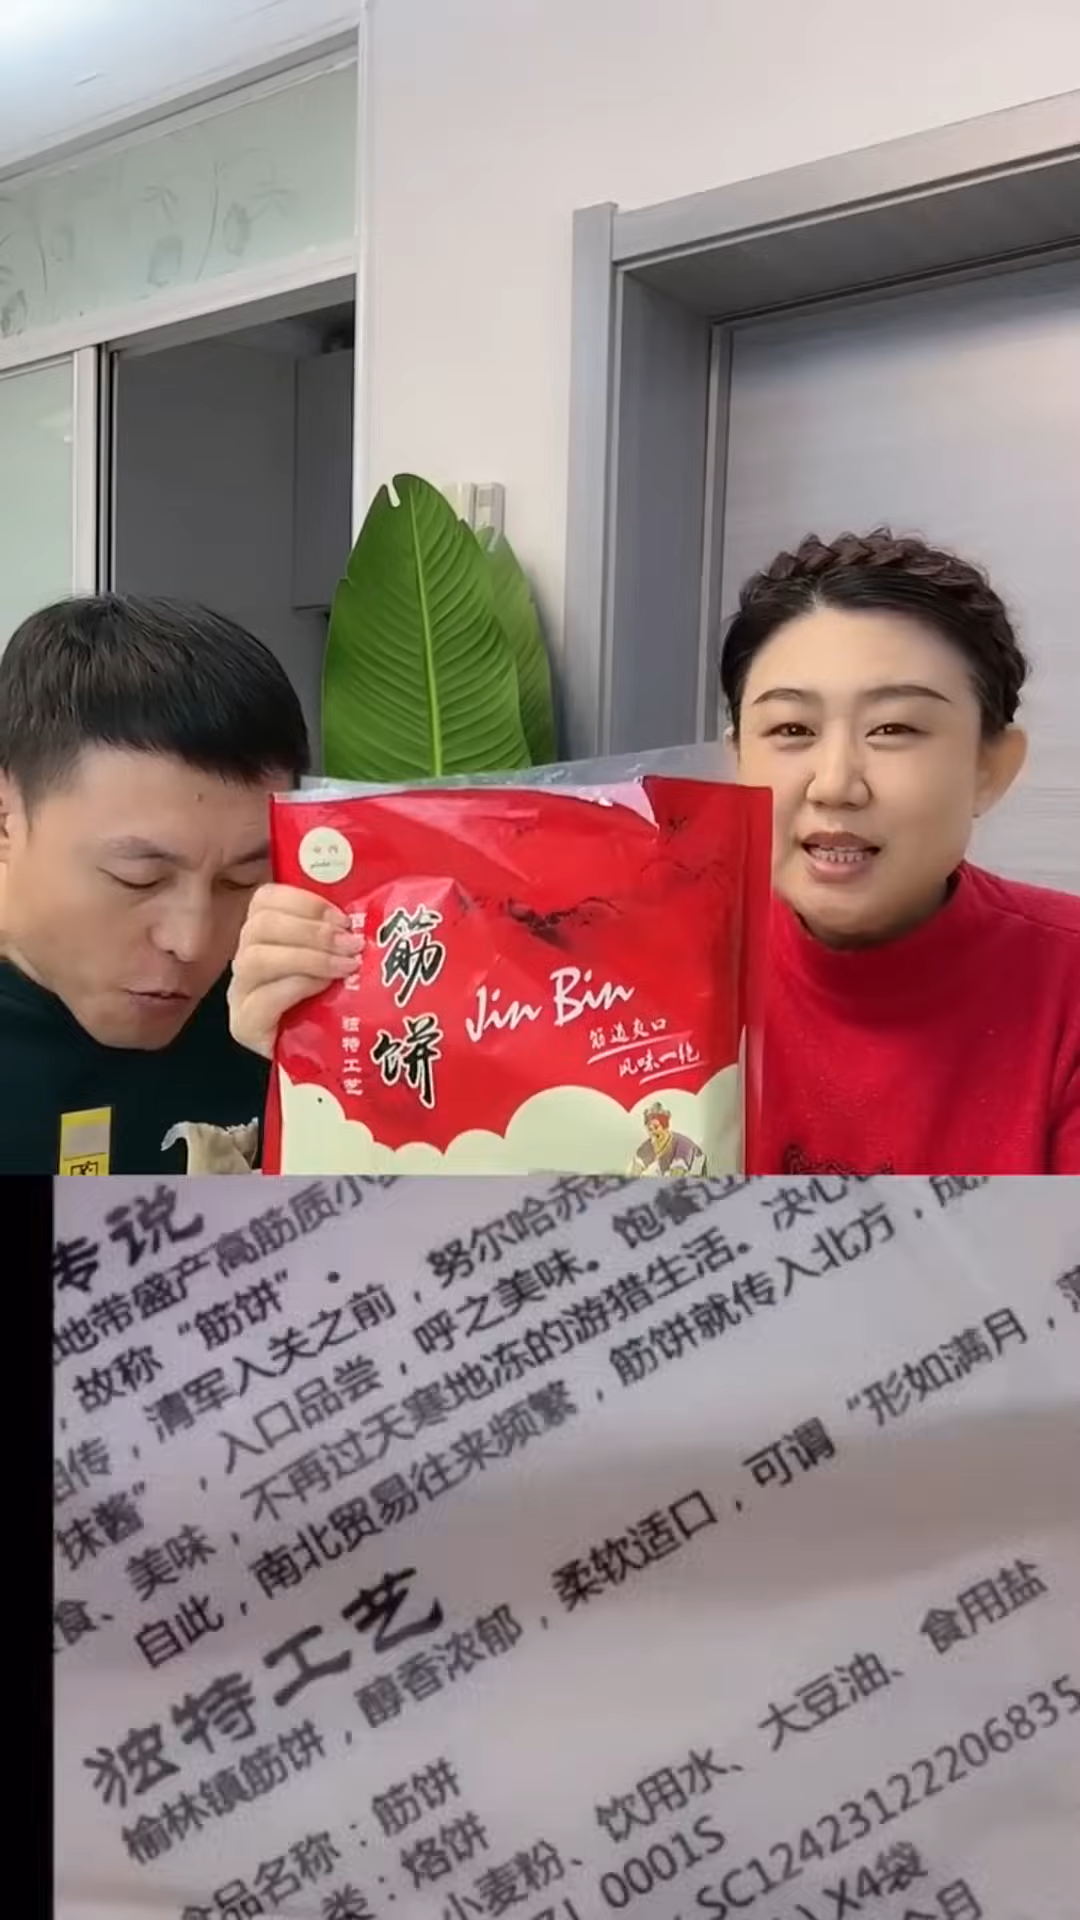 筋饼
独特工艺
Jin Bin
筋道爽口
风味一绝
传说
地带盛产高筋质小
，故称“筋饼”。
相传，清军入关之前，努尔哈赤
抹酱”，入口品尝，呼之美味。饱餐过
食、美味，不再过天寒地冻的游猎生活。决心
自此，南北贸易往来频繁，筋饼就传入北方，成
独特工艺
榆林镇筋饼，醇香浓郁，柔软适口，可谓“形如满月，薄
食品名称：筋饼
类：烙饼
小麦粉、饮用水、大豆油、食用盐
0001S
SC12423122206835
X4袋
个月